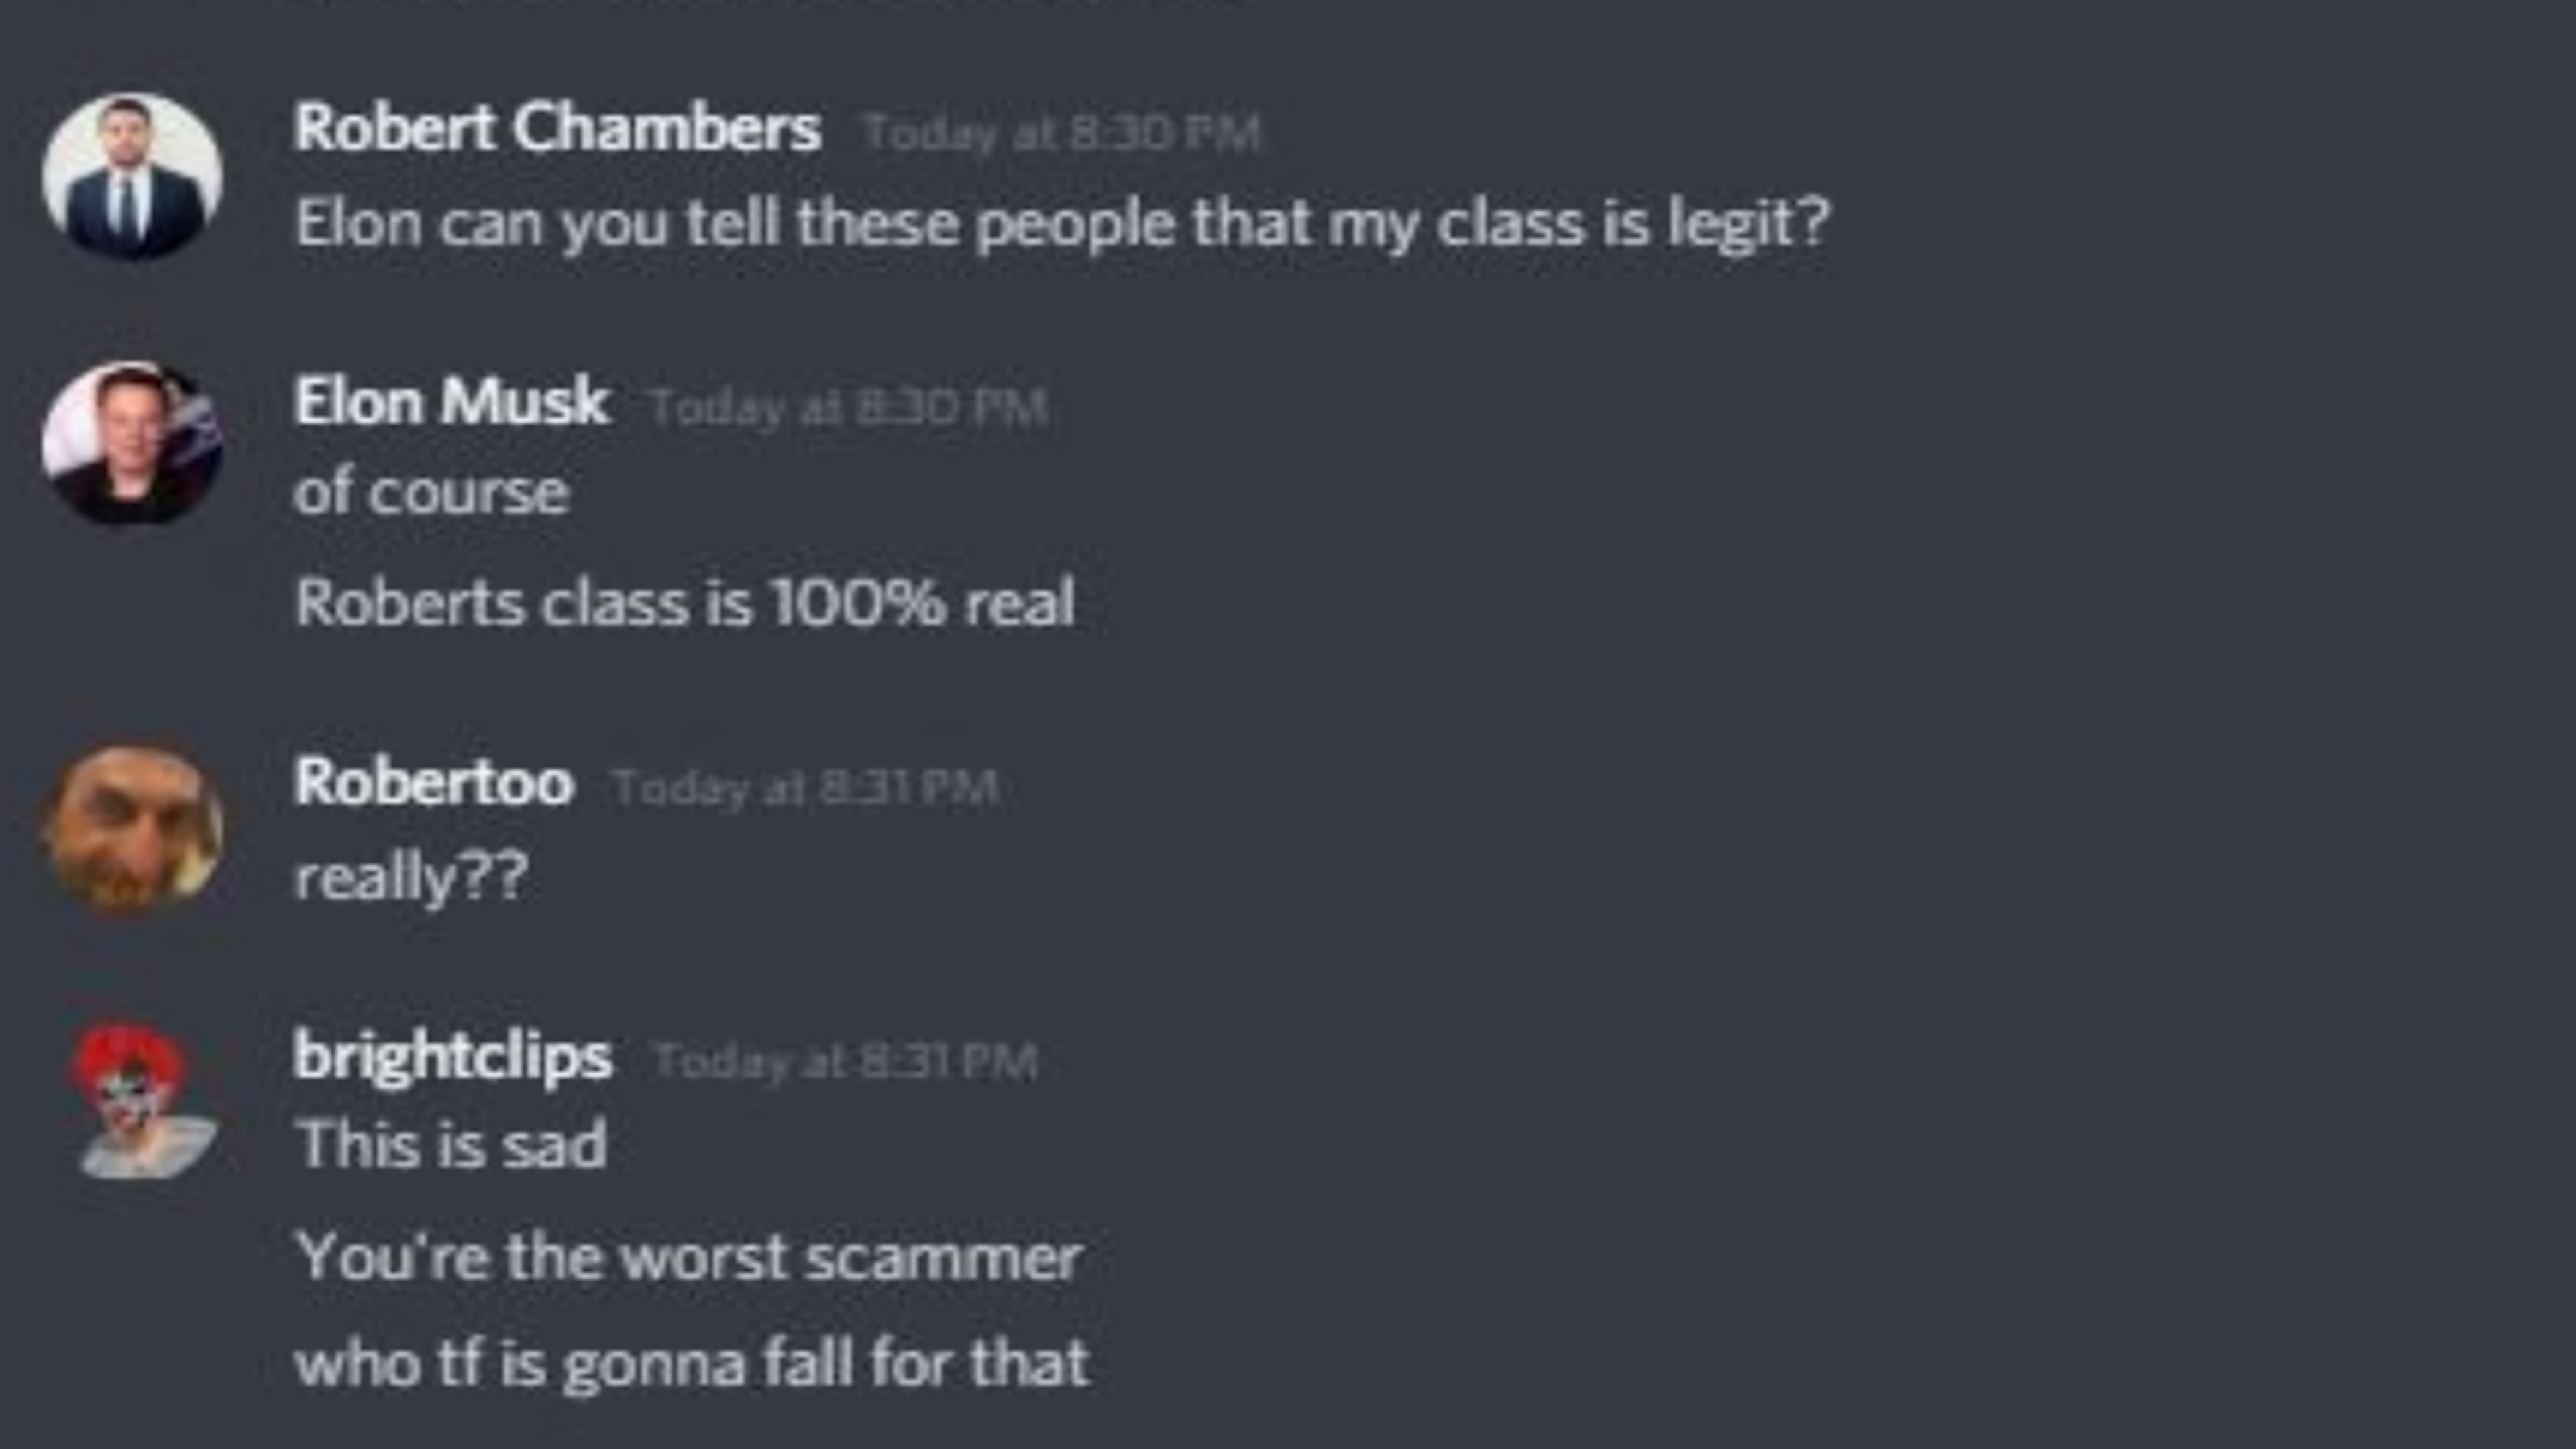 Robert Chambers Today at 8:30 PM
Elon can you tell these people that my class is legit?
Elon Musk Today at 8:30 PM
of course
Roberts class is 100% real
Robertoo Today at 8:31 PM
really??
brightclips Today at 8:31 PM
This is sad
You're the worst scammer
who tf is gonna fall for that